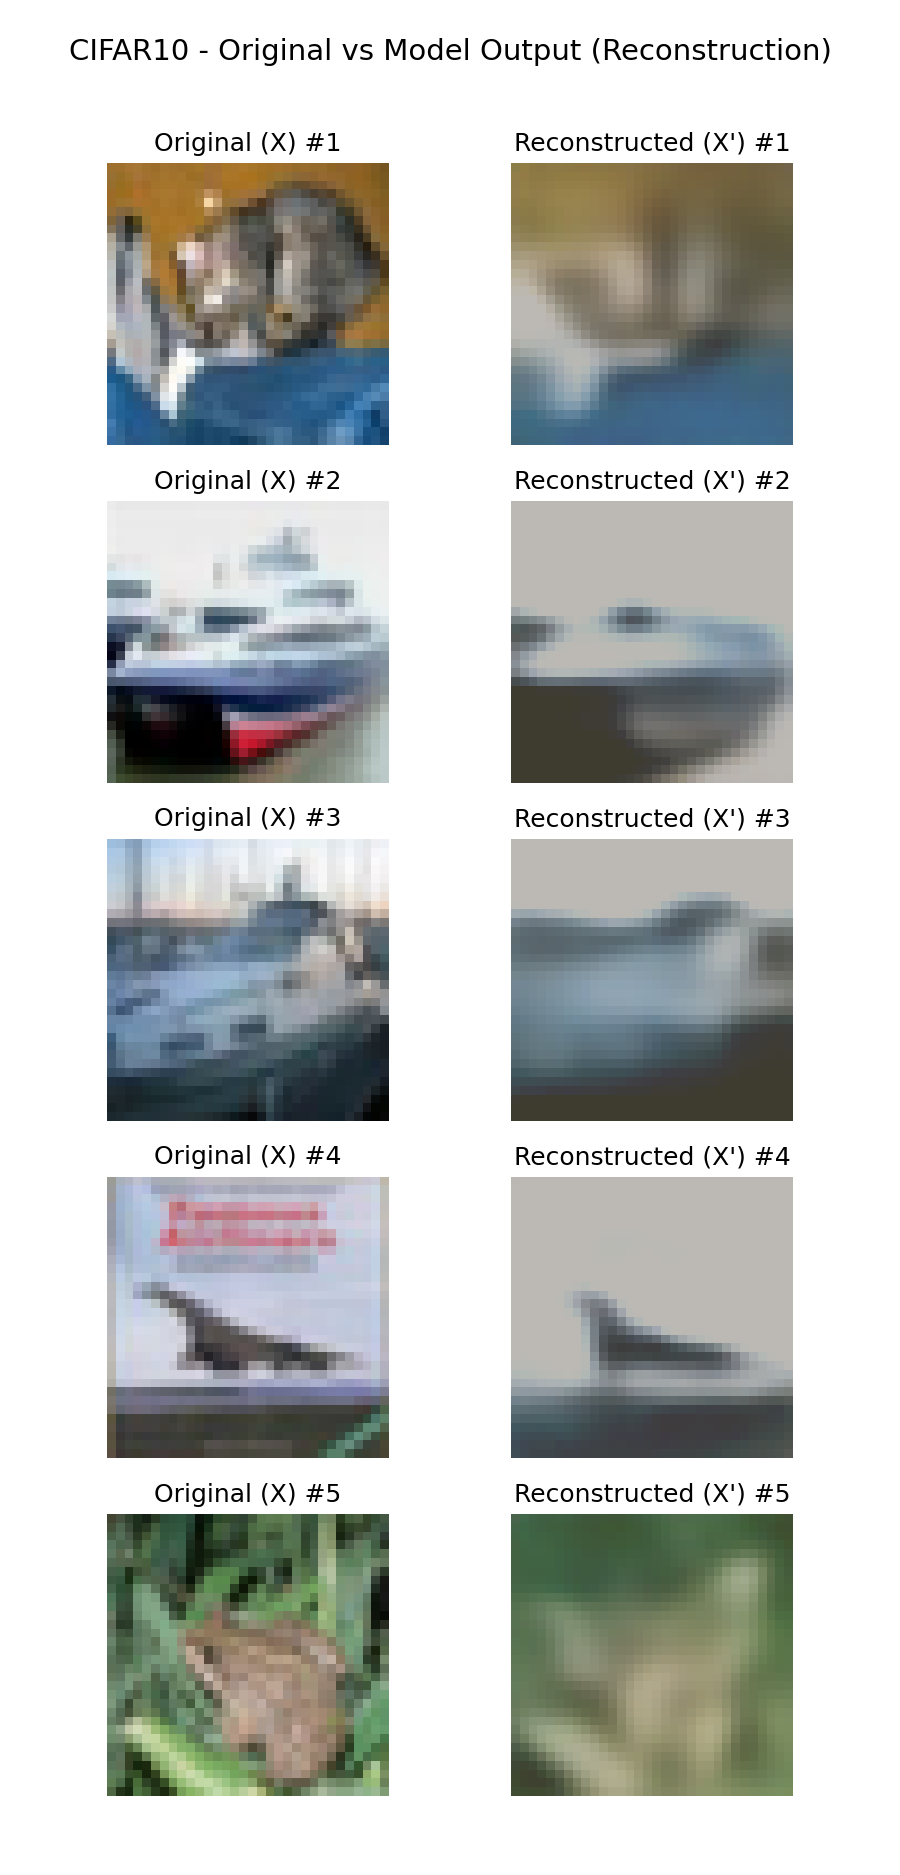 CIFAR10 - Original vs Model Output (Reconstruction)
Original (X) #1
Reconstructed (X') #1
Original (X) #2
Reconstructed (X') #2
Original (X) #3
Reconstructed (X') #3
Original (X) #4
Reconstructed (X') #4
Original (X) #5
Reconstructed (X') #5